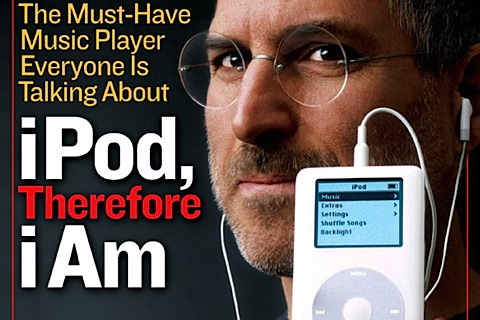 The Must-Have
Music Player
Everyone Is
Talking About
iPod,
Therefore
i Am
iPod
Music >
Extras >
Settings >
Shuffle Songs
Backlight
MENU